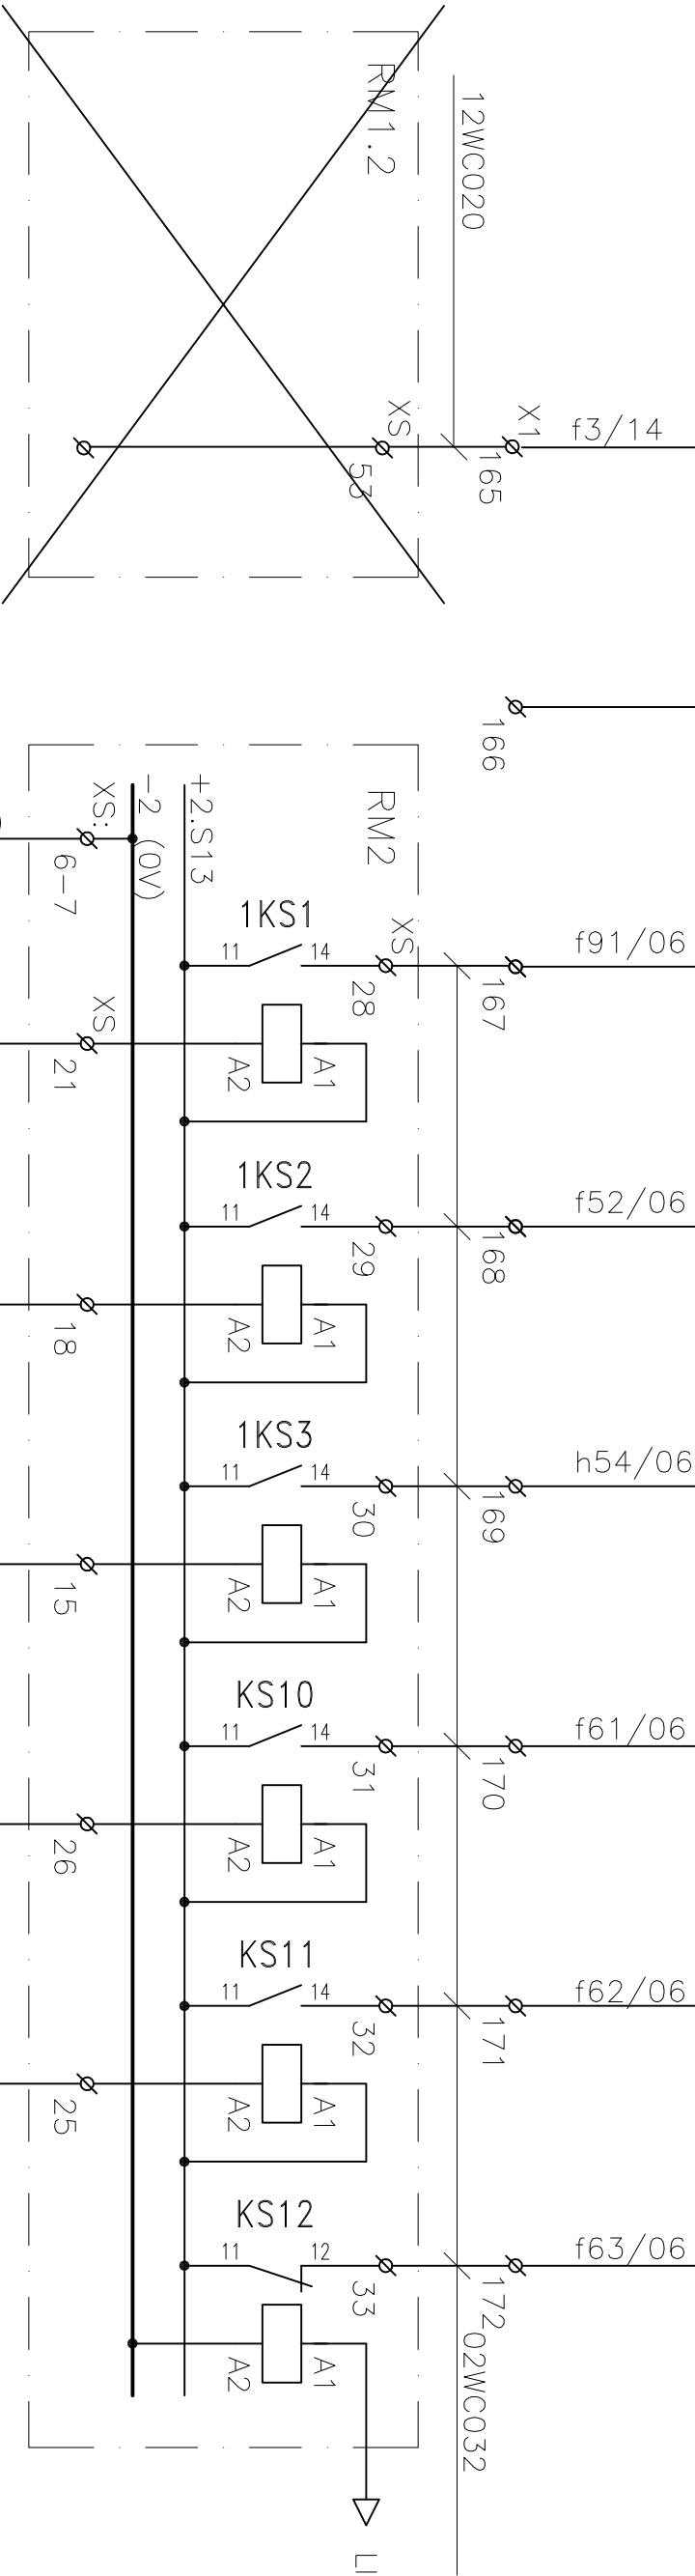 RM1.2
12WC020
XS
53
X1
165
f3/14
166
RM2
-2 (0V)
+2.S13
XS:
6-7
1KS1
11
14
XS
28
167
f91/06
XS
21
A2
A1
1KS2
11
14
29
168
f52/06
18
A2
A1
1KS3
11
14
30
169
h54/06
15
A2
A1
KS10
11
14
31
170
f61/06
26
A2
A1
KS11
11
14
32
171
f62/06
25
A2
A1
KS12
11
12
33
172
f63/06
A2
A1
02WC032